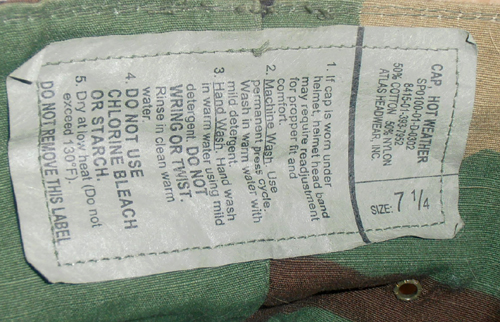 CAP, HOT WEATHER
SPO100-01-D-0302
8415-01-392-7952
50% COTTON 50% NYLON
ATLAS HEADWEAR, INC.
SIZE: 7 1/4
1. If cap is worn under
helmet, helmet head band
may require readjustment
for propper fit and
comfort.
2. Machine Wash. Use
permanent press cycle.
Wash in warm water with
mild detergent.
3. Hand Wash. Hand wash
in warm water using mild
detergent. DO NOT
WRING OR TWIST.
Rinse in clean warm
water.
4. DO NOT USE
CHLORINE BLEACH
OR STARCH.
5. Dry at low heat (Do not
exceed 130°F).
DO NOT REMOVE THIS LABEL